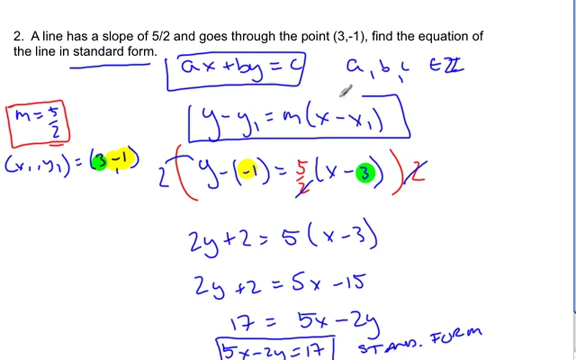 2. A line has a slope of 5/2 and goes through the point (3,-1), find the equation of
the line in standard form.
ax + by = c   a, b, c ∈ ℤ
m = 5/2
y - y₁ = m(x - x₁)
(x₁, y₁) = (3, -1)
2(y - (-1) = 5/2 (x - 3))2
2y + 2 = 5(x - 3)
2y + 2 = 5x - 15
17 = 5x - 2y
5x - 2y = 17   STAND. FORM